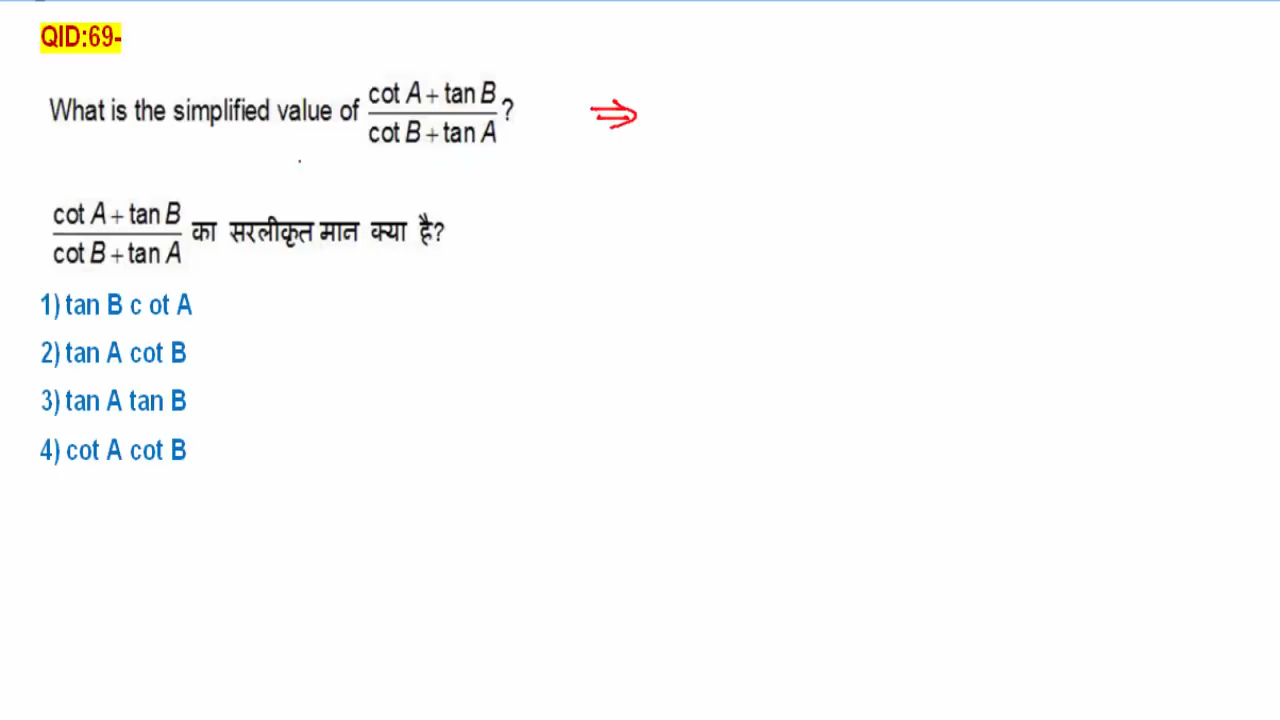 QID:69-
What is the simplified value of (cot A + tan B)/(cot B + tan A)?
(cot A + tan B)/(cot B + tan A) का सरलीकृत मान क्या है?
1) tan B c ot A
2) tan A cot B
3) tan A tan B
4) cot A cot B